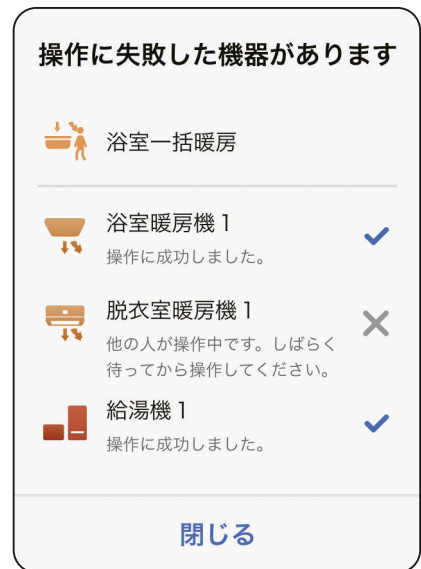 操作に失敗した機器があります
浴室一括暖房
浴室暖房機1
操作に成功しました。
脱衣室暖房機1
他の人が操作中です。しばらく
待ってから操作してください。
給湯機1
操作に成功しました。
閉じる